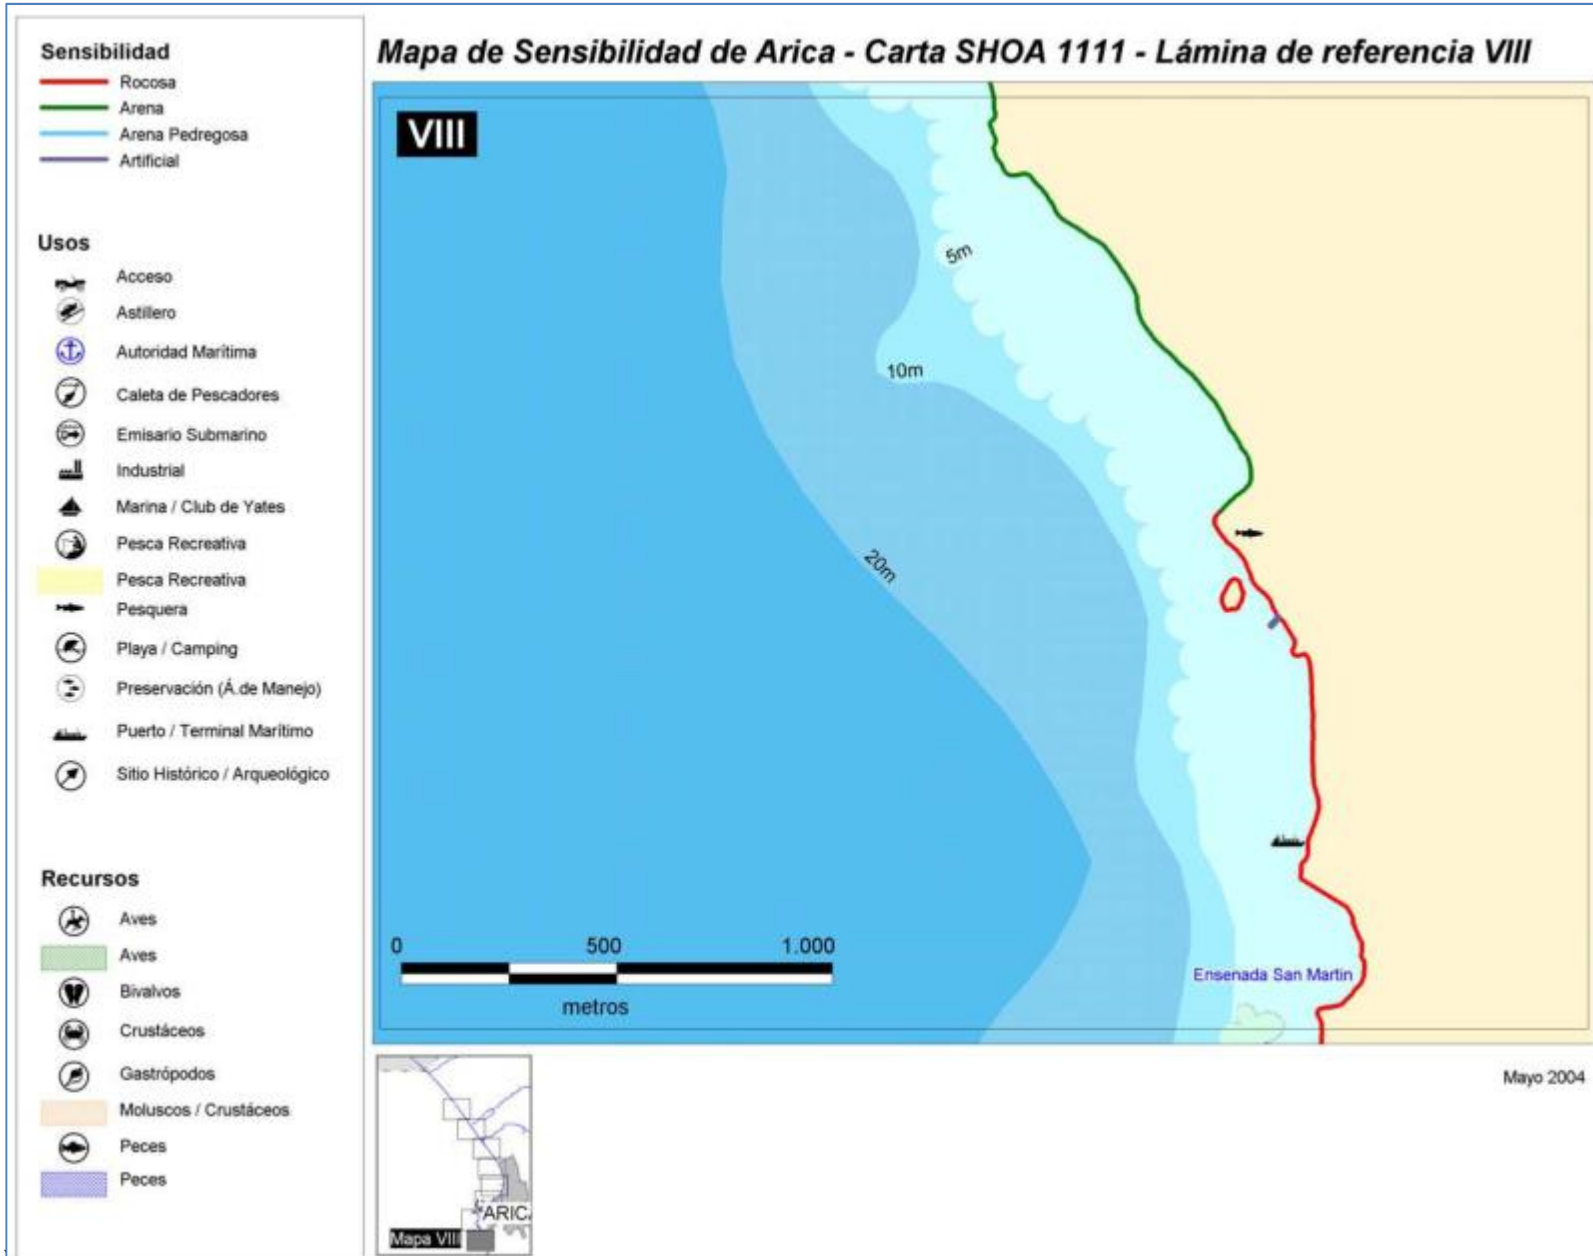 Mapa de Sensibilidad de Arica - Carta SHOA 1111 - Lámina de referencia VIII
Sensibilidad
Rocosa
Arena
Arena Pedregosa
Artificial
Usos
Acceso
Astillero
Autoridad Marítima
Caleta de Pescadores
Emisario Submarino
Industrial
Marina / Club de Yates
Pesca Recreativa
Pesca Recreativa
Pesquera
Playa / Camping
Preservación (Á.de Manejo)
Puerto / Terminal Marítimo
Sitio Histórico / Arqueológico
Recursos
Aves
Aves
Bivalvos
Crustáceos
Gastrópodos
Moluscos / Crustáceos
Peces
Peces
VIII
5m
10m
20m
0 500 1.000
metros
Ensenada San Martin
Mayo 2004
ARICA
Mapa VIII